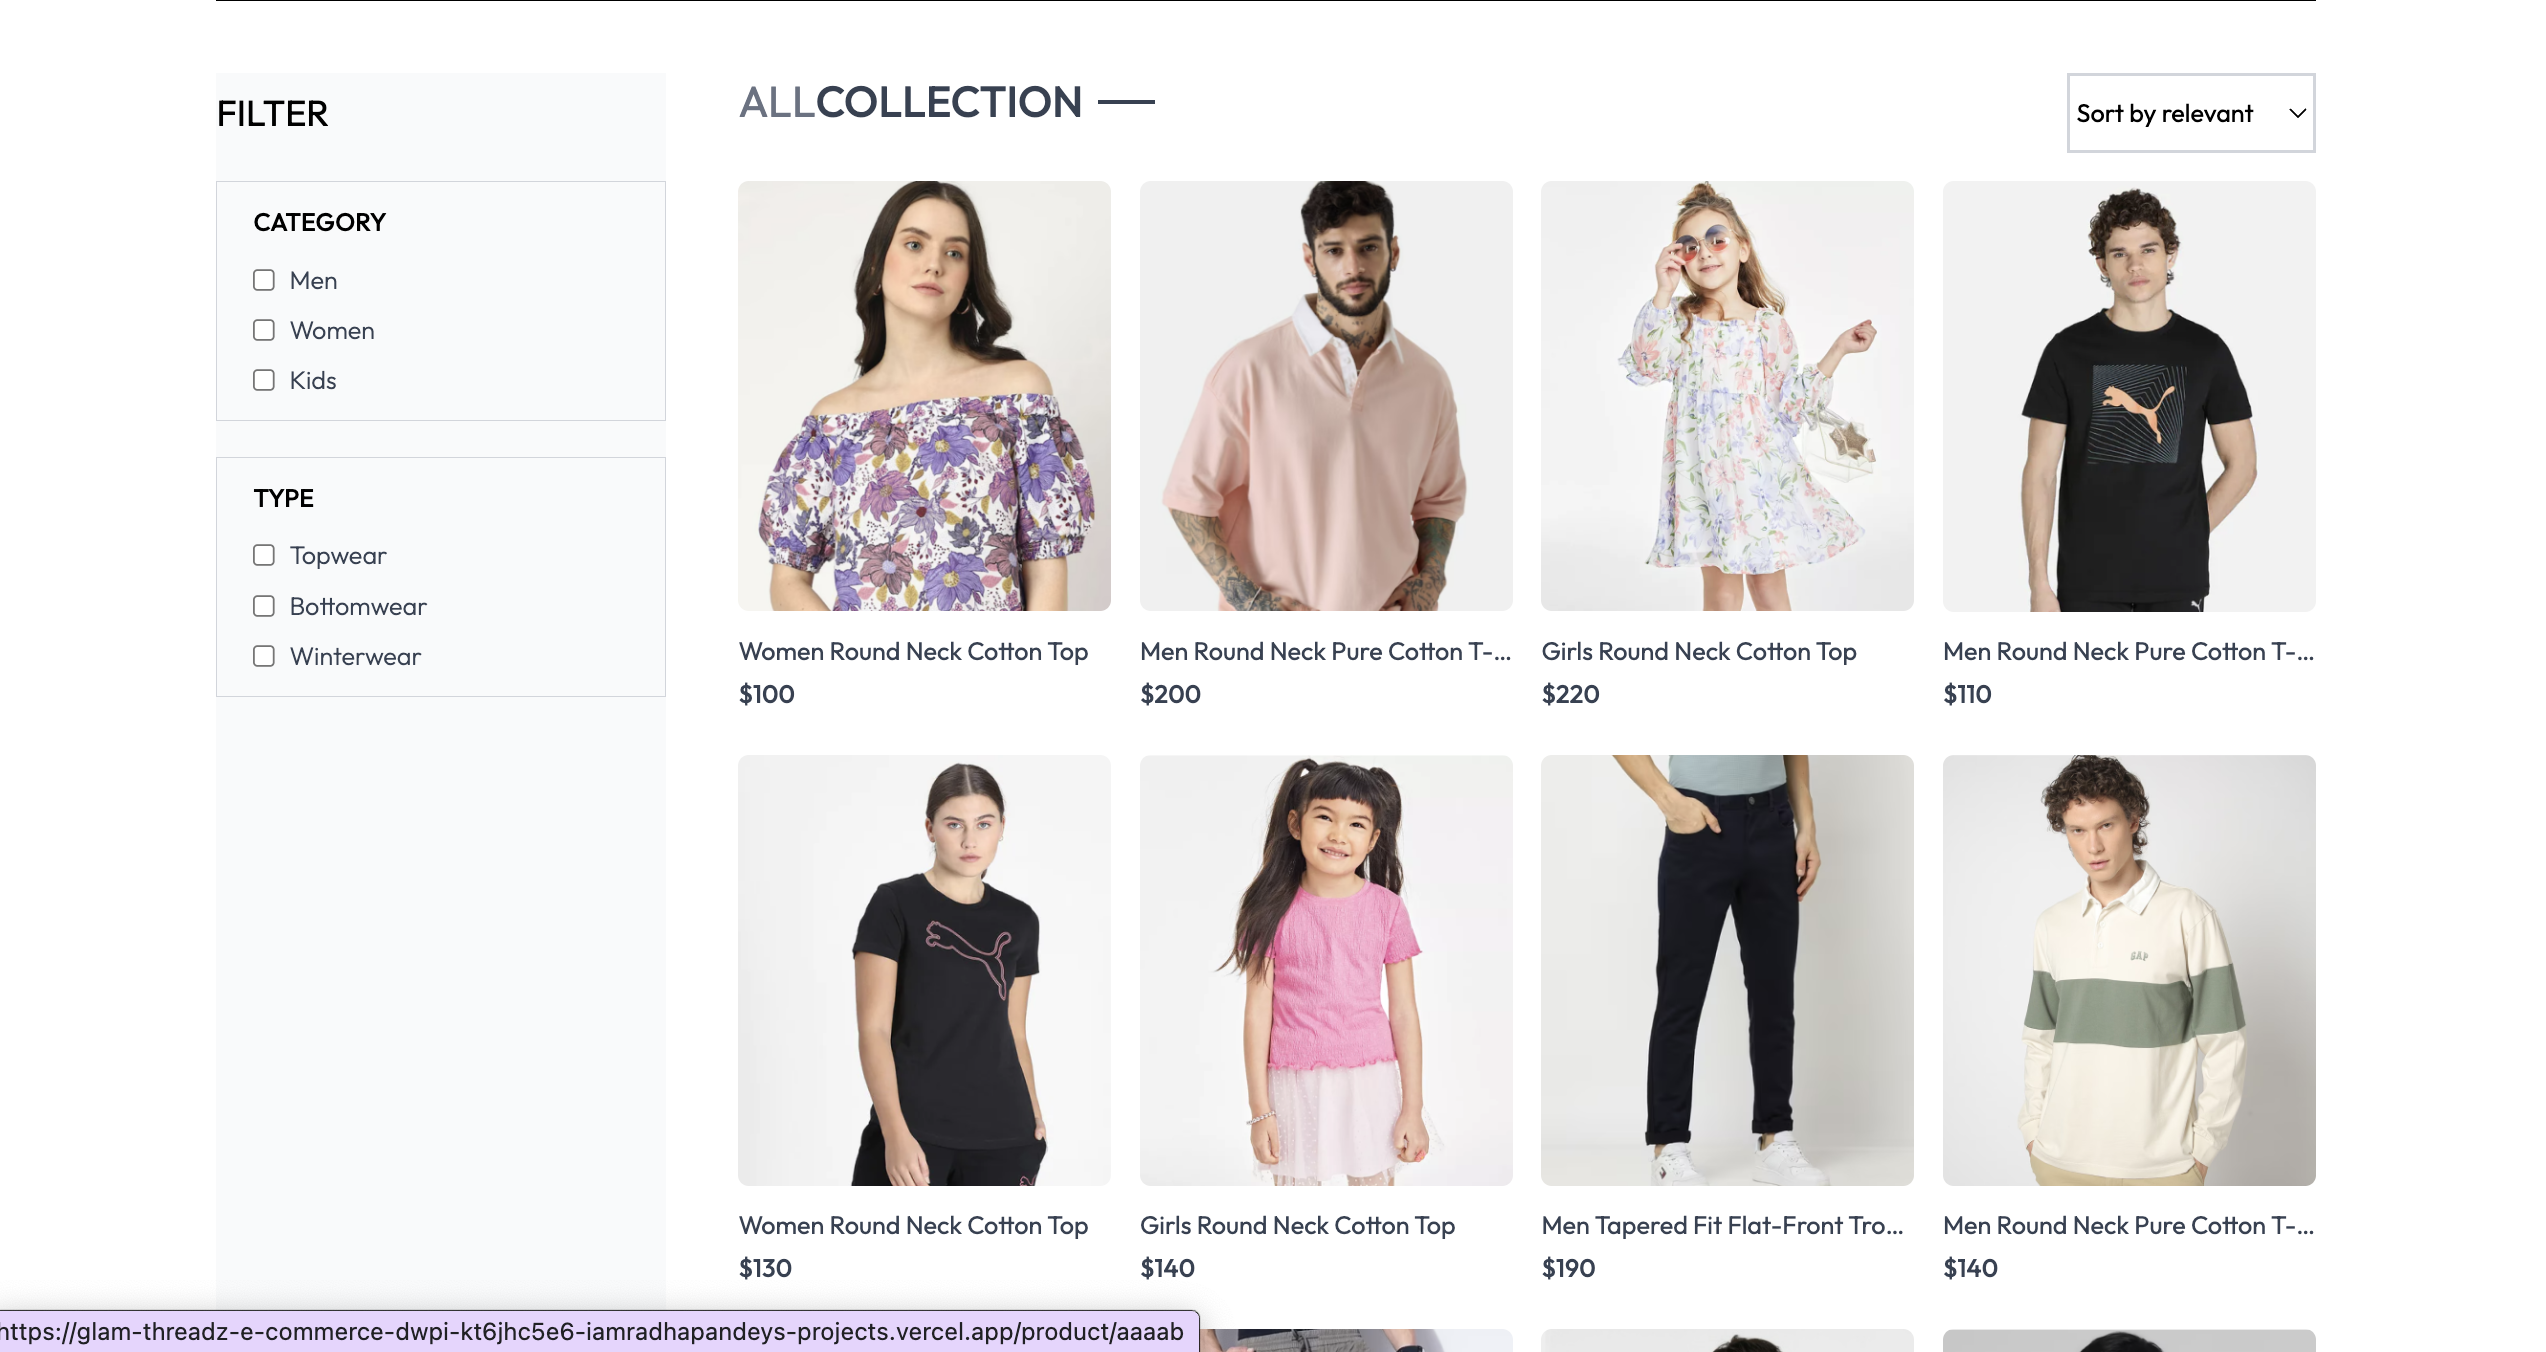 FILTER
ALLCOLLECTION
Sort by relevant
CATEGORY
Men
Women
Kids
TYPE
Topwear
Bottomwear
Winterwear
Women Round Neck Cotton Top
$100
Men Round Neck Pure Cotton T-...
$200
Girls Round Neck Cotton Top
$220
Men Round Neck Pure Cotton T-...
$110
GAP
Women Round Neck Cotton Top
$130
Girls Round Neck Cotton Top
$140
Men Tapered Fit Flat-Front Tro...
$190
Men Round Neck Pure Cotton T-...
$140
https://glam-threadz-e-commerce-dwpi-kt6jhc5e6-iamradhapandeys-projects.vercel.app/product/aaaab